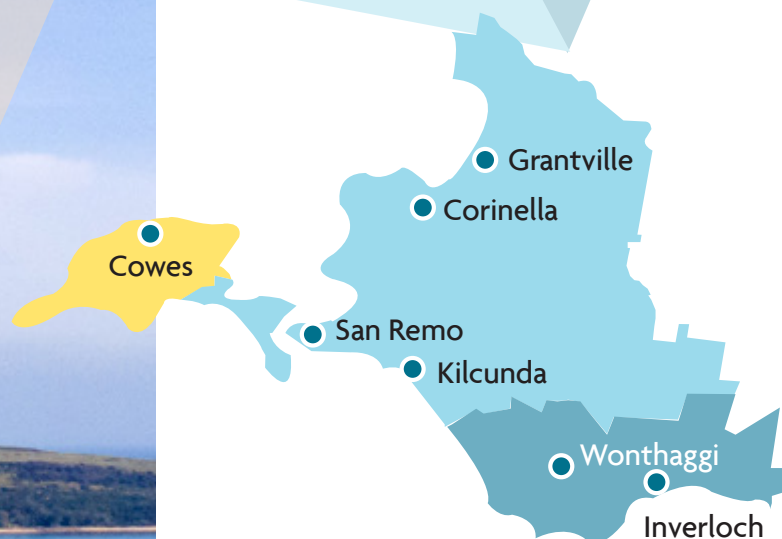 Grantville
Corinella
Cowes
San Remo
Kilcunda
Wonthaggi
Inverloch